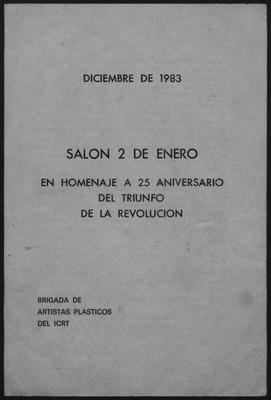 DICIEMBRE DE 1983
SALON 2 DE ENERO
EN HOMENAJE A 25 ANIVERSARIO
DEL TRIUNFO
DE LA REVOLUCION
BRIGADA DE
ARTISTAS PLASTICOS
DEL ICRT